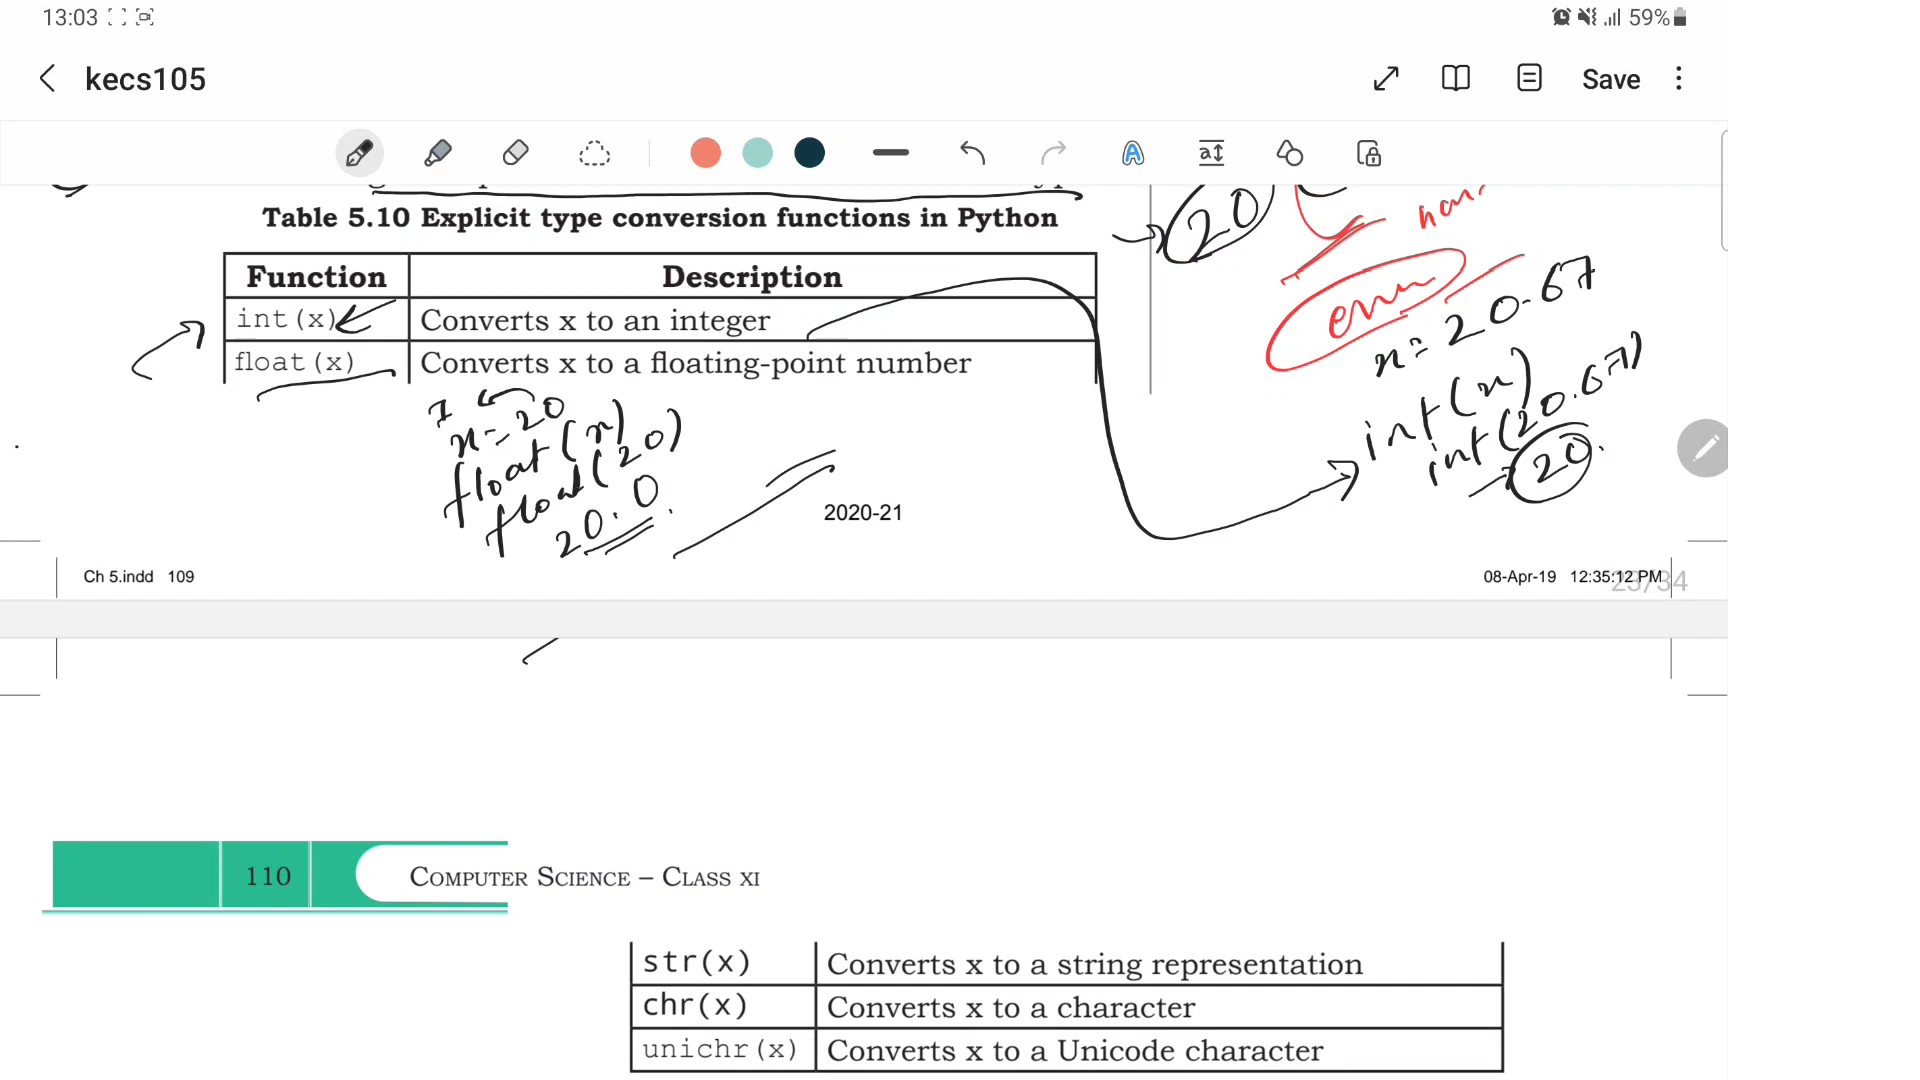 13:03
59%
kecs105
Save
Table 5.10 Explicit type conversion functions in Python
20
Function Description
int(x) Converts x to an integer
float(x) Converts x to a floating-point number
x = 20.67
int(x)
int(20.67)
20.
I
x = 20
float(x)
float(20)
20.0
2020-21
Ch 5.indd 109
08-Apr-19 12:35:12 PM
23/34
110 Computer Science – Class XI
str(x) Converts x to a string representation
chr(x) Converts x to a character
unichr(x) Converts x to a Unicode character